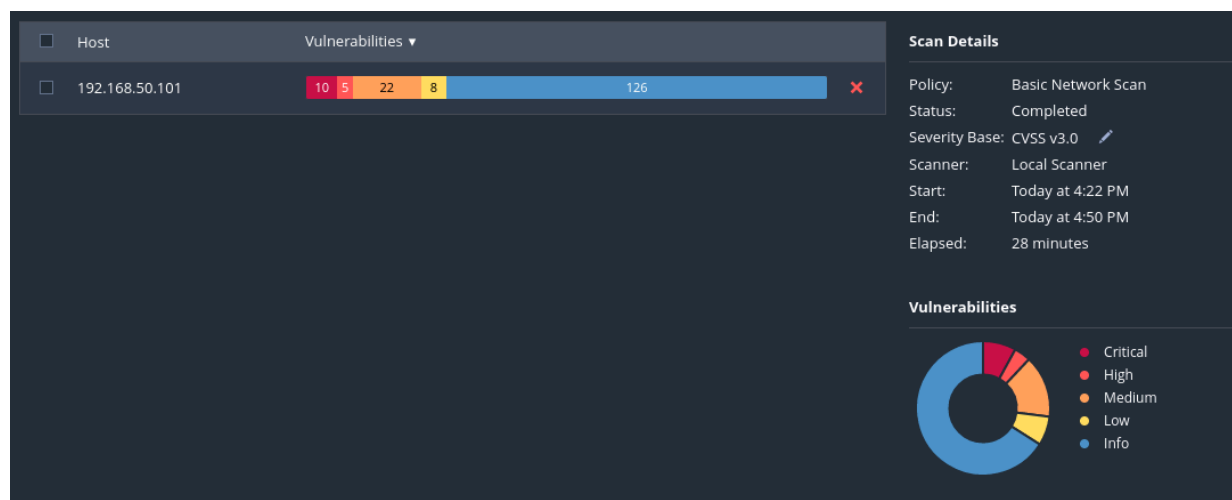 Host Vulnerabilities ▾
192.168.50.101 10 5 22 8 126
Scan Details
Policy: Basic Network Scan
Status: Completed
Severity Base: CVSS v3.0
Scanner: Local Scanner
Start: Today at 4:22 PM
End: Today at 4:50 PM
Elapsed: 28 minutes
Vulnerabilities
Critical
High
Medium
Low
Info